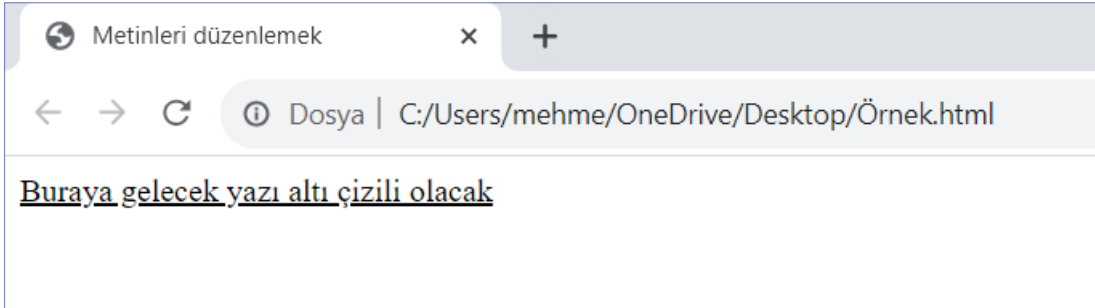 Metinleri düzenlemek
Dosya | C:/Users/mehme/OneDrive/Desktop/Örnek.html
Buraya gelecek yazı altı çizili olacak